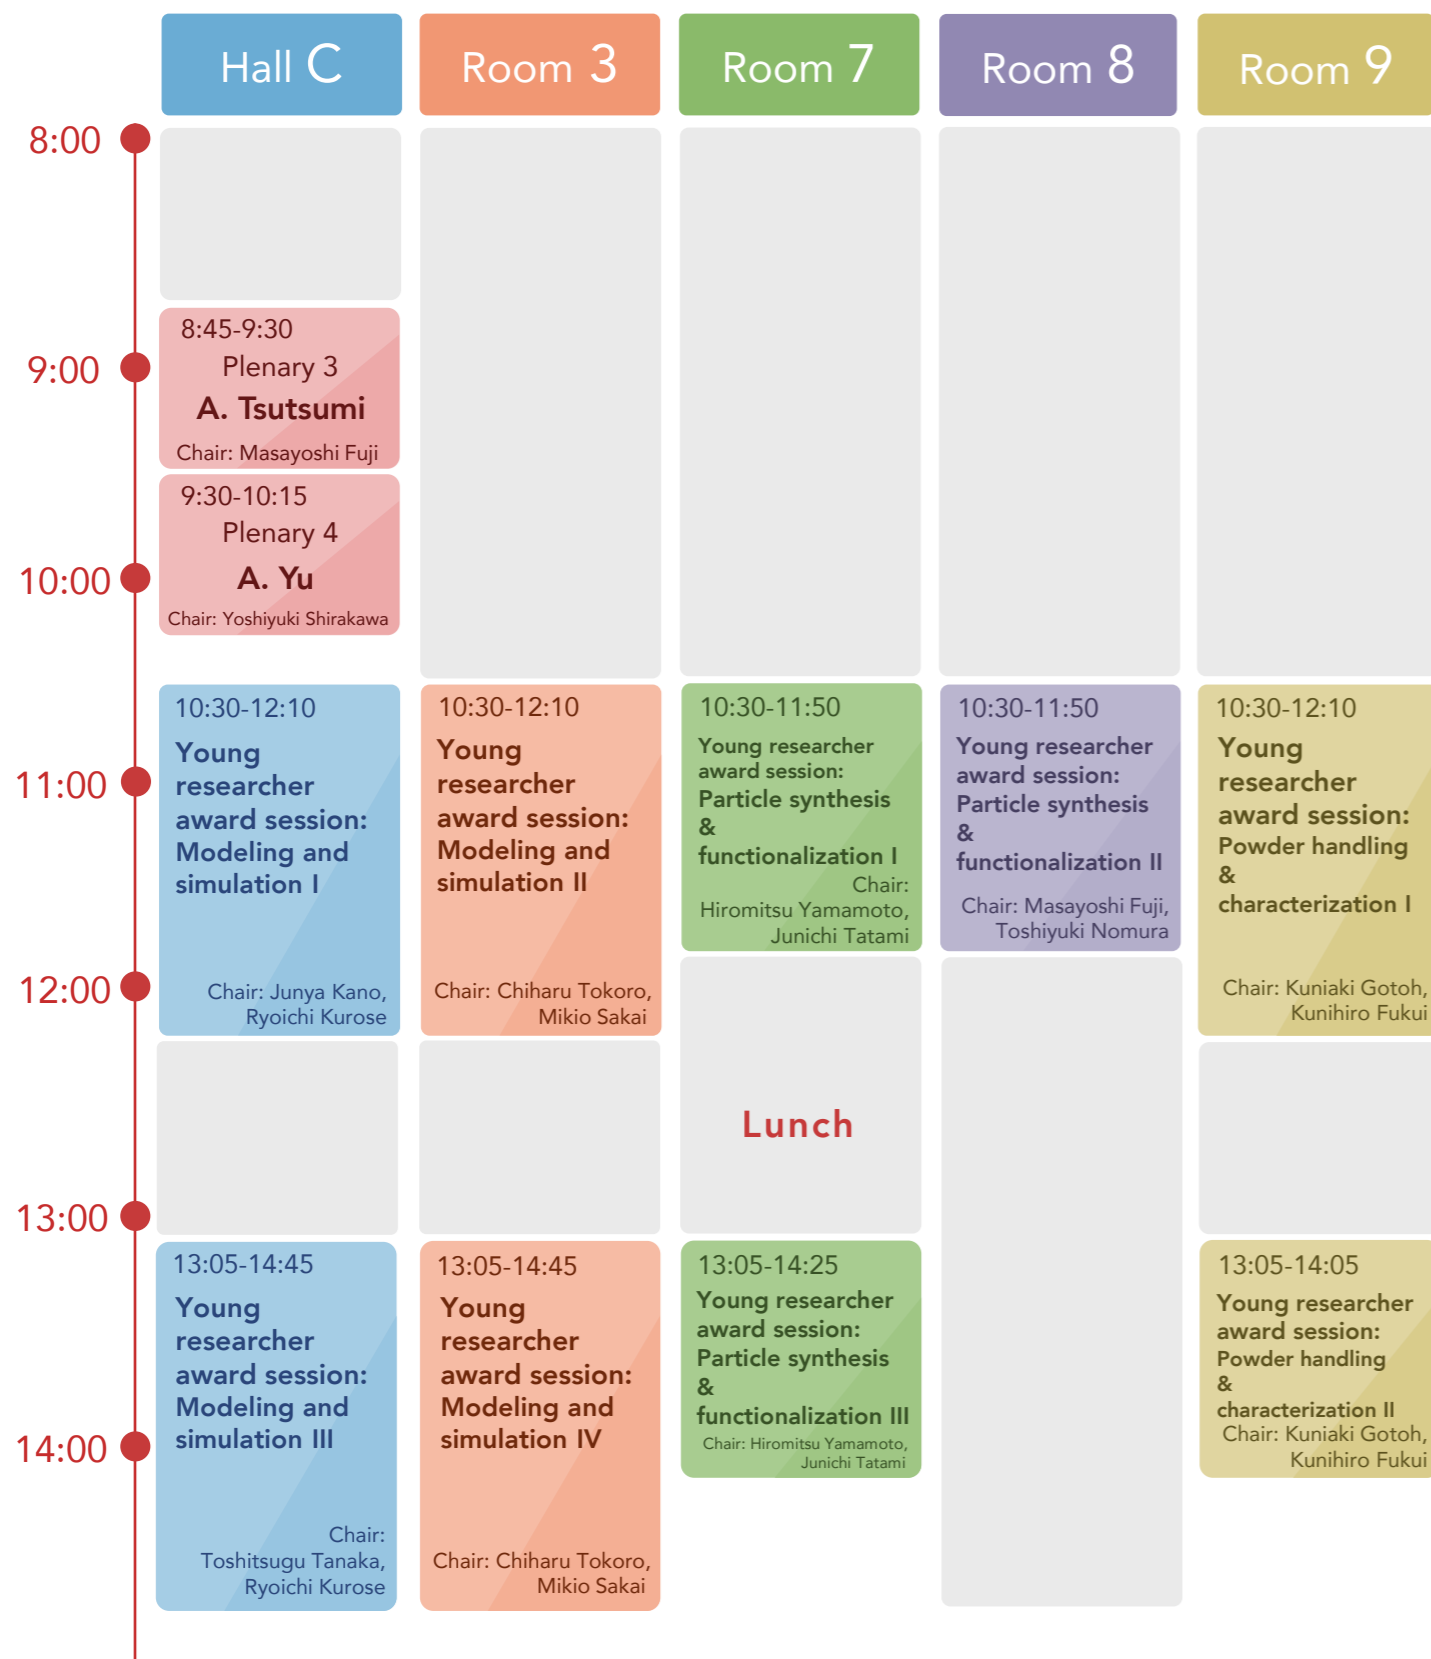 Hall C
Room 3
Room 7
Room 8
Room 9
8:00
9:00
10:00
11:00
12:00
13:00
14:00
8:45-9:30
Plenary 3
A. Tsutsumi
Chair: Masayoshi Fuji
9:30-10:15
Plenary 4
A. Yu
Chair: Yoshiyuki Shirakawa
10:30-12:10
Young
researcher
award session:
Modeling and
simulation I
Chair: Junya Kano,
Ryoichi Kurose
10:30-12:10
Young
researcher
award session:
Modeling and
simulation II
Chair: Chiharu Tokoro,
Mikio Sakai
10:30-11:50
Young researcher
award session:
Particle synthesis
&
functionalization I
Chair:
Hiromitsu Yamamoto,
Junichi Tatami
10:30-11:50
Young researcher
award session:
Particle synthesis
&
functionalization II
Chair: Masayoshi Fuji,
Toshiyuki Nomura
10:30-12:10
Young
researcher
award session:
Powder handling
&
characterization I
Chair: Kuniaki Gotoh,
Kunihiro Fukui
Lunch
13:05-14:45
Young
researcher
award session:
Modeling and
simulation III
Chair:
Toshitsugu Tanaka,
Ryoichi Kurose
13:05-14:45
Young
researcher
award session:
Modeling and
simulation IV
Chair: Chiharu Tokoro,
Mikio Sakai
13:05-14:25
Young researcher
award session:
Particle synthesis
&
functionalization III
Chair: Hiromitsu Yamamoto,
Junichi Tatami
13:05-14:05
Young researcher
award session:
Powder handling
&
characterization II
Chair: Kuniaki Gotoh,
Kunihiro Fukui